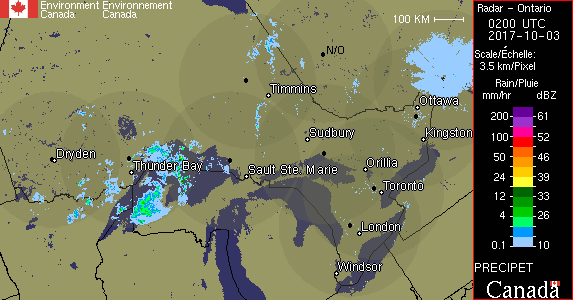 Environment Environnement
Canada Canada
100 KM
N/O
Timmins
Ottawa
Sudbury
Kingston
Dryden
Thunder Bay
Sault Ste. Marie
Orillia
Toronto
London
Windsor
Radar - Ontario
0200 UTC
2017-10-03
Scale/Échelle:
3.5 km/Pixel
Rain/Pluie
mm/hr dBZ
200 61
100 52
50 46
24 39
12 33
4 26
0.1 10
PRECIPET
Canada